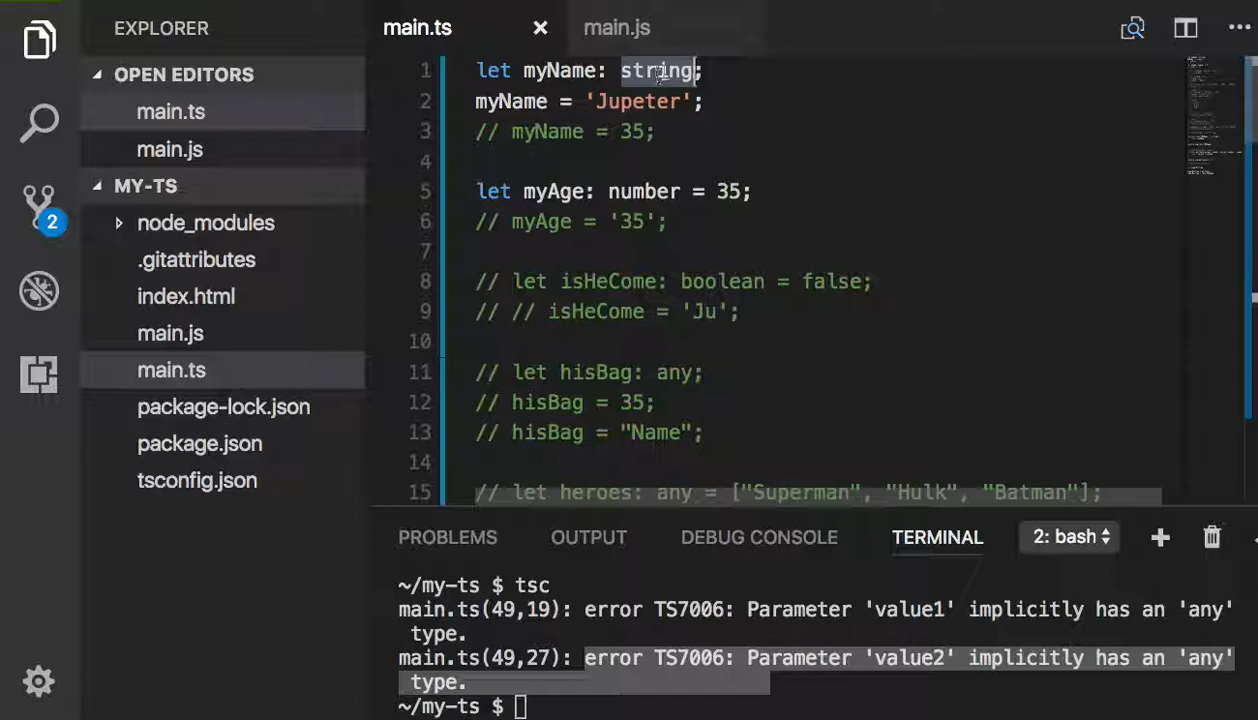 EXPLORER
OPEN EDITORS
main.ts
main.js
MY-TS
node_modules
.gitattributes
index.html
main.js
main.ts
package-lock.json
package.json
tsconfig.json
2
main.ts
main.js
1 let myName: string;
2 myName = 'Jupeter';
3 // myName = 35;
4
5 let myAge: number = 35;
6 // myAge = '35';
7
8 // let isHeCome: boolean = false;
9 // // isHeCome = 'Ju';
10
11 // let hisBag: any;
12 // hisBag = 35;
13 // hisBag = "Name";
14
15 // let heroes: any = ["Superman", "Hulk", "Batman"];
PROBLEMS OUTPUT DEBUG CONSOLE TERMINAL 2: bash
~/my-ts $ tsc
main.ts(49,19): error TS7006: Parameter 'value1' implicitly has an 'any'
type.
main.ts(49,27): error TS7006: Parameter 'value2' implicitly has an 'any'
type.
~/my-ts $